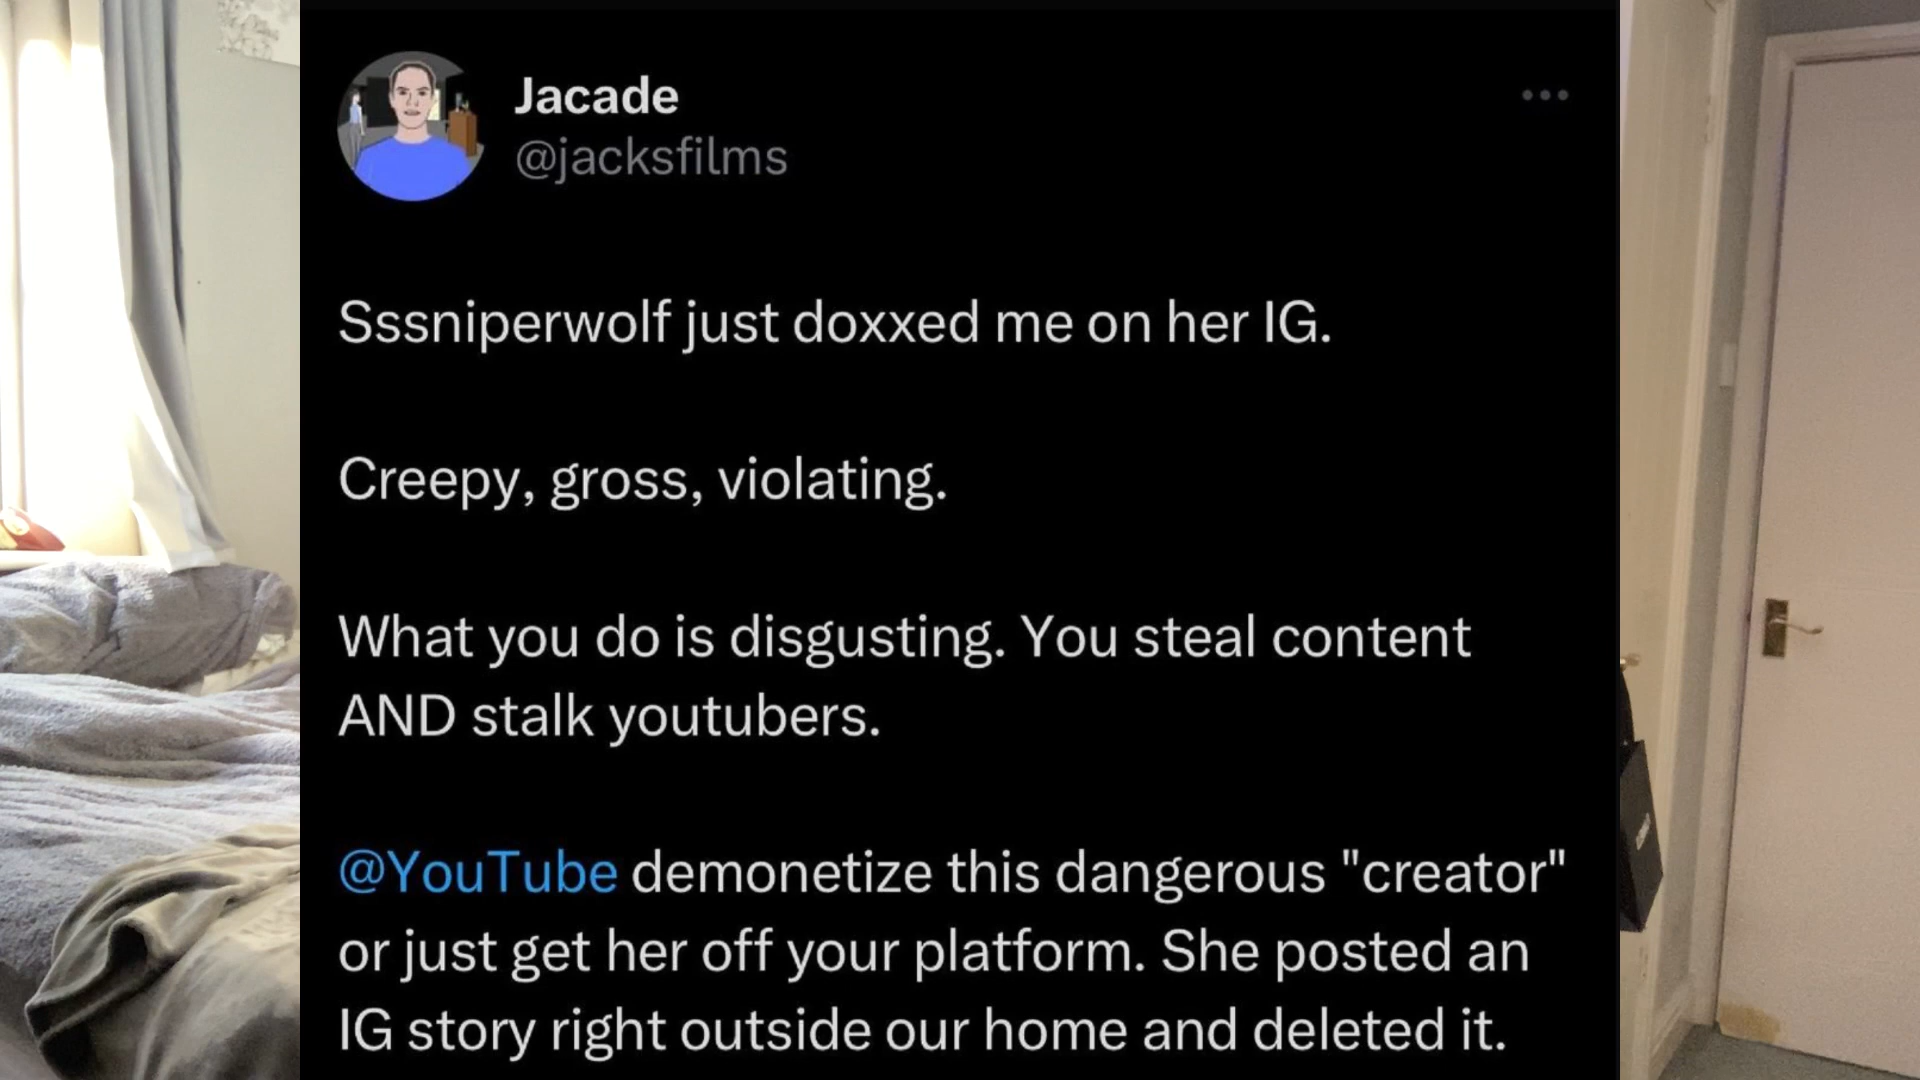 Jacade
@jacksfilms
Sssniperwolf just doxxed me on her IG.
Creepy, gross, violating.
What you do is disgusting. You steal content
AND stalk youtubers.
@YouTube demonetize this dangerous "creator"
or just get her off your platform. She posted an
IG story right outside our home and deleted it.